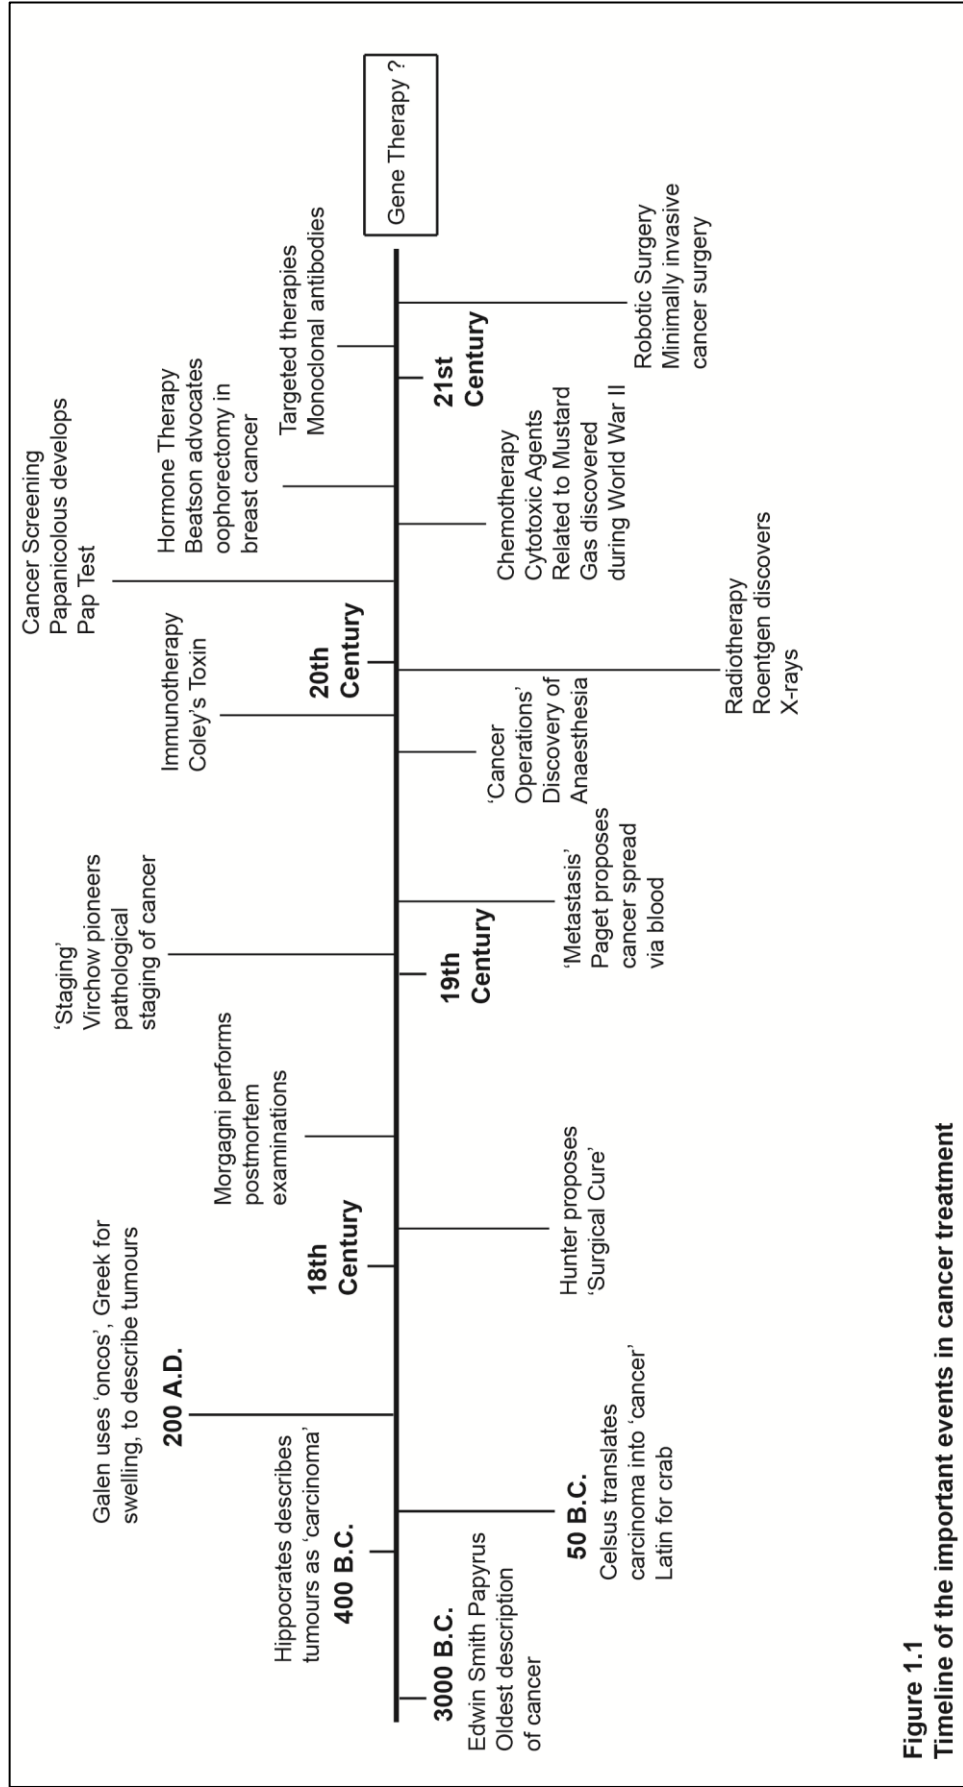 3000 B.C.
Edwin Smith Papyrus
Oldest description
of cancer
Hippocrates describes
tumours as ‘carcinoma’
400 B.C.
50 B.C.
Celsus translates
carcinoma into ‘cancer’
Latin for crab
Galen uses ‘oncos’, Greek for
swelling, to describe tumours
200 A.D.
18th
Century
Hunter proposes
‘Surgical Cure’
Morgagni performs
postmortem
examinations
19th
Century
‘Staging’
Virchow pioneers
pathological
staging of cancer
‘Metastasis’
Paget proposes
cancer spread
via blood
‘Cancer
Operations’
Discovery of
Anaesthesia
Immunotherapy
Coley’s Toxin
20th
Century
Radiotherapy
Roentgen discovers
X-rays
Cancer Screening
Papanicolous develops
Pap Test
Chemotherapy
Cytotoxic Agents
Related to Mustard
Gas discovered
during World War II
Hormone Therapy
Beatson advocates
oophorectomy in
breast cancer
21st
Century
Targeted therapies
Monoclonal antibodies
Robotic Surgery
Minimally invasive
cancer surgery
Gene Therapy ?
Figure 1.1
Timeline of the important events in cancer treatment